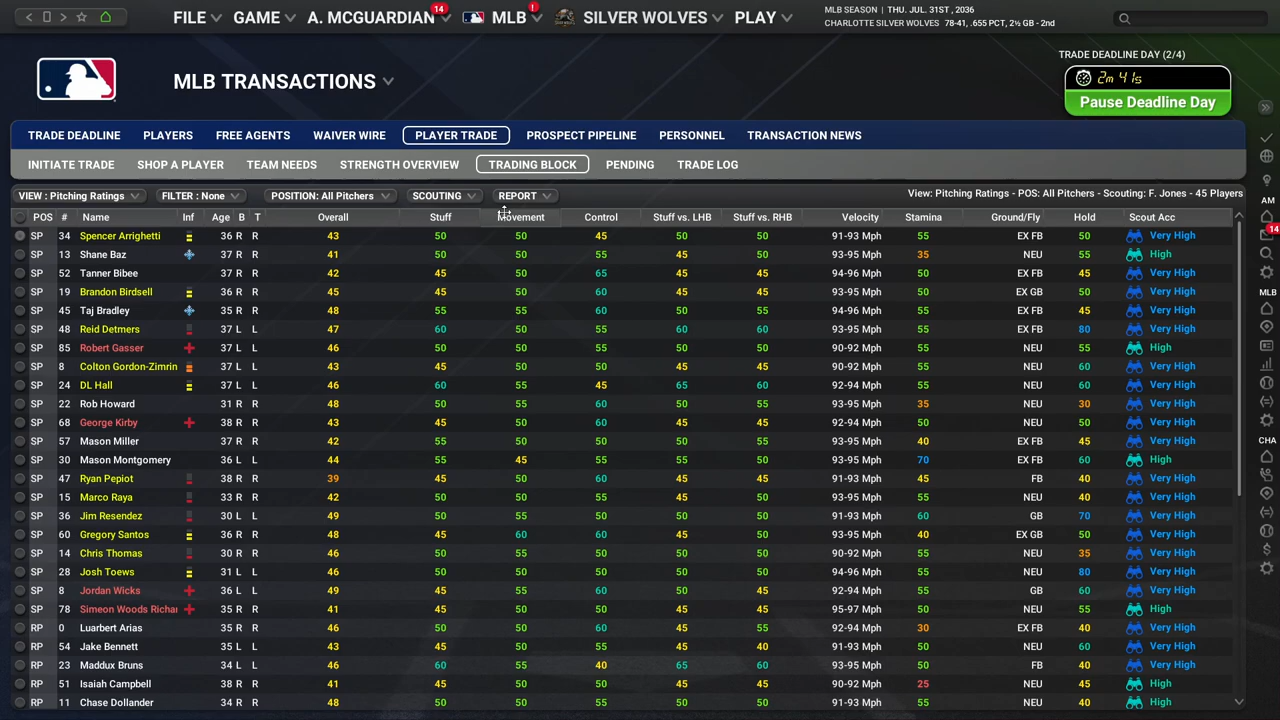 FILE GAME A. MCGUARDIAN 14 MLB 1 SILVER WOLVES PLAY
MLB SEASON | THU. JUL. 31ST , 2036
CHARLOTTE SILVER WOLVES 78-41, .655 PCT, 2½ GB - 2nd
MLB TRANSACTIONS
TRADE DEADLINE DAY (2/4)
2m 41s
Pause Deadline Day
TRADE DEADLINE PLAYERS FREE AGENTS WAIVER WIRE PLAYER TRADE PROSPECT PIPELINE PERSONNEL TRANSACTION NEWS
INITIATE TRADE SHOP A PLAYER TEAM NEEDS STRENGTH OVERVIEW TRADING BLOCK PENDING TRADE LOG
VIEW : Pitching Ratings FILTER : None POSITION: All Pitchers SCOUTING REPORT View: Pitching Ratings - POS: All Pitchers - Scouting: F. Jones - 45 Players
POS # Name Inf Age B T Overall Stuff Movement Control Stuff vs. LHB Stuff vs. RHB Velocity Stamina Ground/Fly Hold Scout Acc
SP 34 Spencer Arrighetti 36 R R 43 50 50 45 50 50 91-93 Mph 55 EX FB 50 Very High
SP 13 Shane Baz 37 R R 41 50 50 55 45 50 93-95 Mph 35 NEU 55 High
SP 52 Tanner Bibee 37 R R 42 45 50 65 45 45 94-96 Mph 50 EX FB 45 Very High
SP 19 Brandon Birdsell 36 R R 45 45 50 60 45 45 93-95 Mph 50 EX GB 50 Very High
SP 45 Taj Bradley 35 R R 48 55 55 60 50 55 93-95 Mph 55 EX FB 45 Very High
SP 48 Reid Detmers 37 L L 47 60 50 55 60 60 93-95 Mph 55 EX FB 80 Very High
SP 85 Robert Gasser 37 L L 46 50 50 55 50 50 90-92 Mph 55 NEU 55 High
SP 8 Colton Gordon-Zimrin 37 L L 43 45 50 60 50 45 90-92 Mph 55 NEU 60 Very High
SP 24 DL Hall 37 L L 46 60 55 45 65 60 92-94 Mph 55 NEU 60 Very High
SP 22 Rob Howard 31 R R 48 50 55 60 50 55 93-95 Mph 35 NEU 30 Very High
SP 68 George Kirby 38 R R 43 45 50 60 45 50 92-94 Mph 50 NEU 50 Very High
SP 57 Mason Miller 37 R R 42 55 50 50 55 55 93-95 Mph 40 EX FB 45 Very High
SP 30 Mason Montgomery 36 L L 44 55 45 55 55 50 93-95 Mph 70 EX FB 60 High
SP 47 Ryan Pepiot 38 R R 39 45 50 60 45 45 91-93 Mph 45 FB 40 Very High
SP 15 Marco Raya 33 R R 42 50 50 55 50 50 93-95 Mph 55 NEU 40 Very High
SP 36 Jim Resendez 30 L L 49 50 55 50 50 50 91-93 Mph 60 GB 70 Very High
SP 60 Gregory Santos 36 R R 48 45 60 60 45 45 93-95 Mph 40 EX GB 50 Very High
SP 14 Chris Thomas 30 R R 46 50 50 55 50 50 90-92 Mph 55 NEU 35 Very High
SP 28 Josh Toews 31 L L 46 50 50 50 50 50 94-96 Mph 55 NEU 80 Very High
SP 8 Jordan Wicks 36 L L 49 45 55 55 50 45 92-94 Mph 55 GB 60 Very High
SP 78 Simeon Woods Richar 35 R R 41 50 50 50 45 45 95-97 Mph 50 NEU 55 High
RP 0 Luarbert Arias 35 R R 46 50 50 60 45 55 92-94 Mph 30 EX FB 40 Very High
RP 54 Jake Bennett 35 L L 43 45 50 55 45 40 92-94 Mph 50 NEU 60 Very High
RP 23 Maddux Bruns 34 L L 46 60 55 40 65 60 93-95 Mph 50 FB 40 Very High
RP 51 Isaiah Campbell 38 R R 41 45 50 50 45 45 90-92 Mph 25 NEU 45 High
RP 11 Chase Dollander 34 R R 48 50 55 55 50 50 93-95 Mph 50 NEU 40 High
AM
14
MLB
CHA